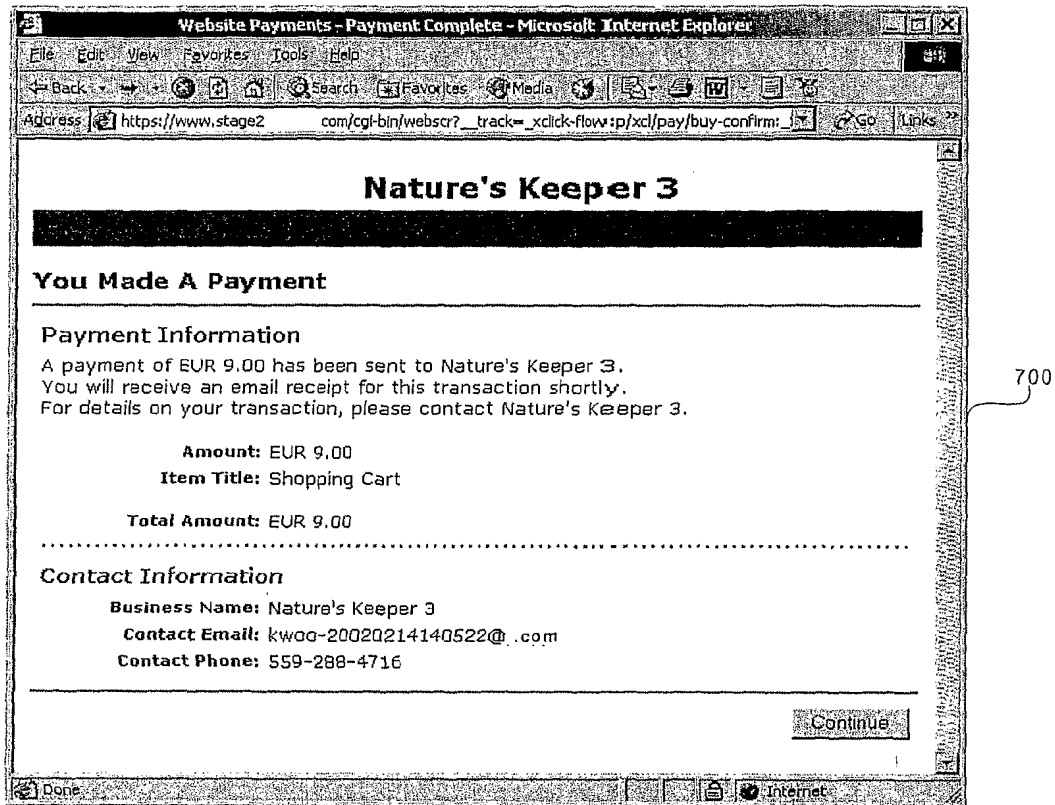 Website Payments - Payment Complete - Microsoft Internet Explorer
File Edit View Favorites Tools Help
Back Search Favorites Media
Address https://www.stage2 com/cgi-bin/webscr?__track=_xclick-flow:p/xcl/pay/buy-confirm:_ Go Links »
Nature's Keeper 3
You Made A Payment
Payment Information
A payment of EUR 9.00 has been sent to Nature's Keeper 3.
You will receive an email receipt for this transaction shortly.
For details on your transaction, please contact Nature's Keeper 3.
700
Amount: EUR 9.00
Item Title: Shopping Cart
Total Amount: EUR 9.00
Contact Information
Business Name: Nature's Keeper 3
Contact Email: kwoo-20020214140522@ .com
Contact Phone: 559-288-4716
Continue
Done Internet